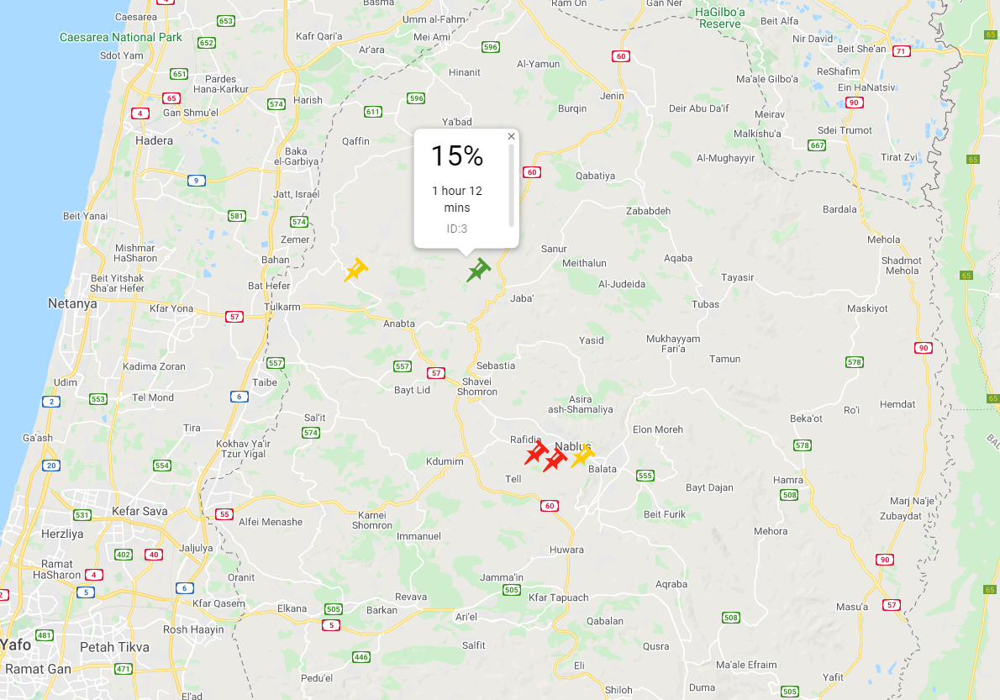 Caesarea
653
Basma
Umm al-Fahm
Ram On
Gan Ner
HaGilbo'a
Reserve
Beit Alfa
Caesarea National Park
652
Kafr Qari'a
Mei Ami
Nir David
65
Sdot Yam
Ar'ara
596
60
Beit She'an
71
651
Pardes
Hana-Karkur
Hinanit
Al-Yamun
ReShafim
Ma'ale Gilbo'a
Ein HaNatsiv
65
4
Gan Shmu'el
574
Harish
596
611
Burqin
Jenin
Deir Abu Da'if
90
Meirav
Hadera
Ya'bad
Malkishu'a
Sdei Trumot
Qaffin
667
Baka
el-Garbiya
15%
1 hour 12
mins
ID:3
Al-Mughayyir
Tirat Zvi
65
9
60
Qabatiya
Jatt, Israel
Beit Yanai
581
574
Zababdeh
Bardala
Zemer
Mishmar
HaSharon
Bahan
Sanur
Meithalun
Aqaba
Mehola
Shadmot
Mehola
Beit Yitshak
Sha'ar Hefer
Bat Hefer
Al-Judeida
Tayasir
65
Netanya
Kfar Yona
57
Tulkarm
Jaba'
Tubas
Maskiyot
Anabta
Yasid
Mukhayyam
Fari'a
90
Kadima Zoran
557
557
57
Sebastia
Tamun
578
Udim
Taibe
Shavei
Shomron
Bayt Lid
2
553
Tel Mond
6
Asira
ash-Shamaliya
Ro'i
Hemdat
65
Tira
Sal'it
574
Beka'ot
Ga'ash
Kokhav Ya'ir
Tzur Yigal
Rafidia
Nablus
Elon Moreh
578
20
554
Kdumim
Tell
Balata
555
Bayt Dajan
Hamra
508
531
Kefar Sava
55
Alfei Menashe
Karnei
Shomron
60
Beit Furik
Marj Na'je
Zubaydat
Herzliya
Immanuel
Mehora
402
40
Jaljulya
Huwara
90
Ramat
HaSharon
4
5
6
Oranit
Jamma'in
505
Aqraba
Kfar Qasem
Elkana
505
Revava
Barkan
Kfar Tapuach
Masu'a
57
65
Rosh Haayin
5
Ari'el
Qabalan
508
481
Yafo
Petah Tikva
446
Salfit
Qusra
Ramat Gan
471
Pedu'el
Eli
Ma'ale Efraim
Yafit
El'ad
Shiloh
Duma
505